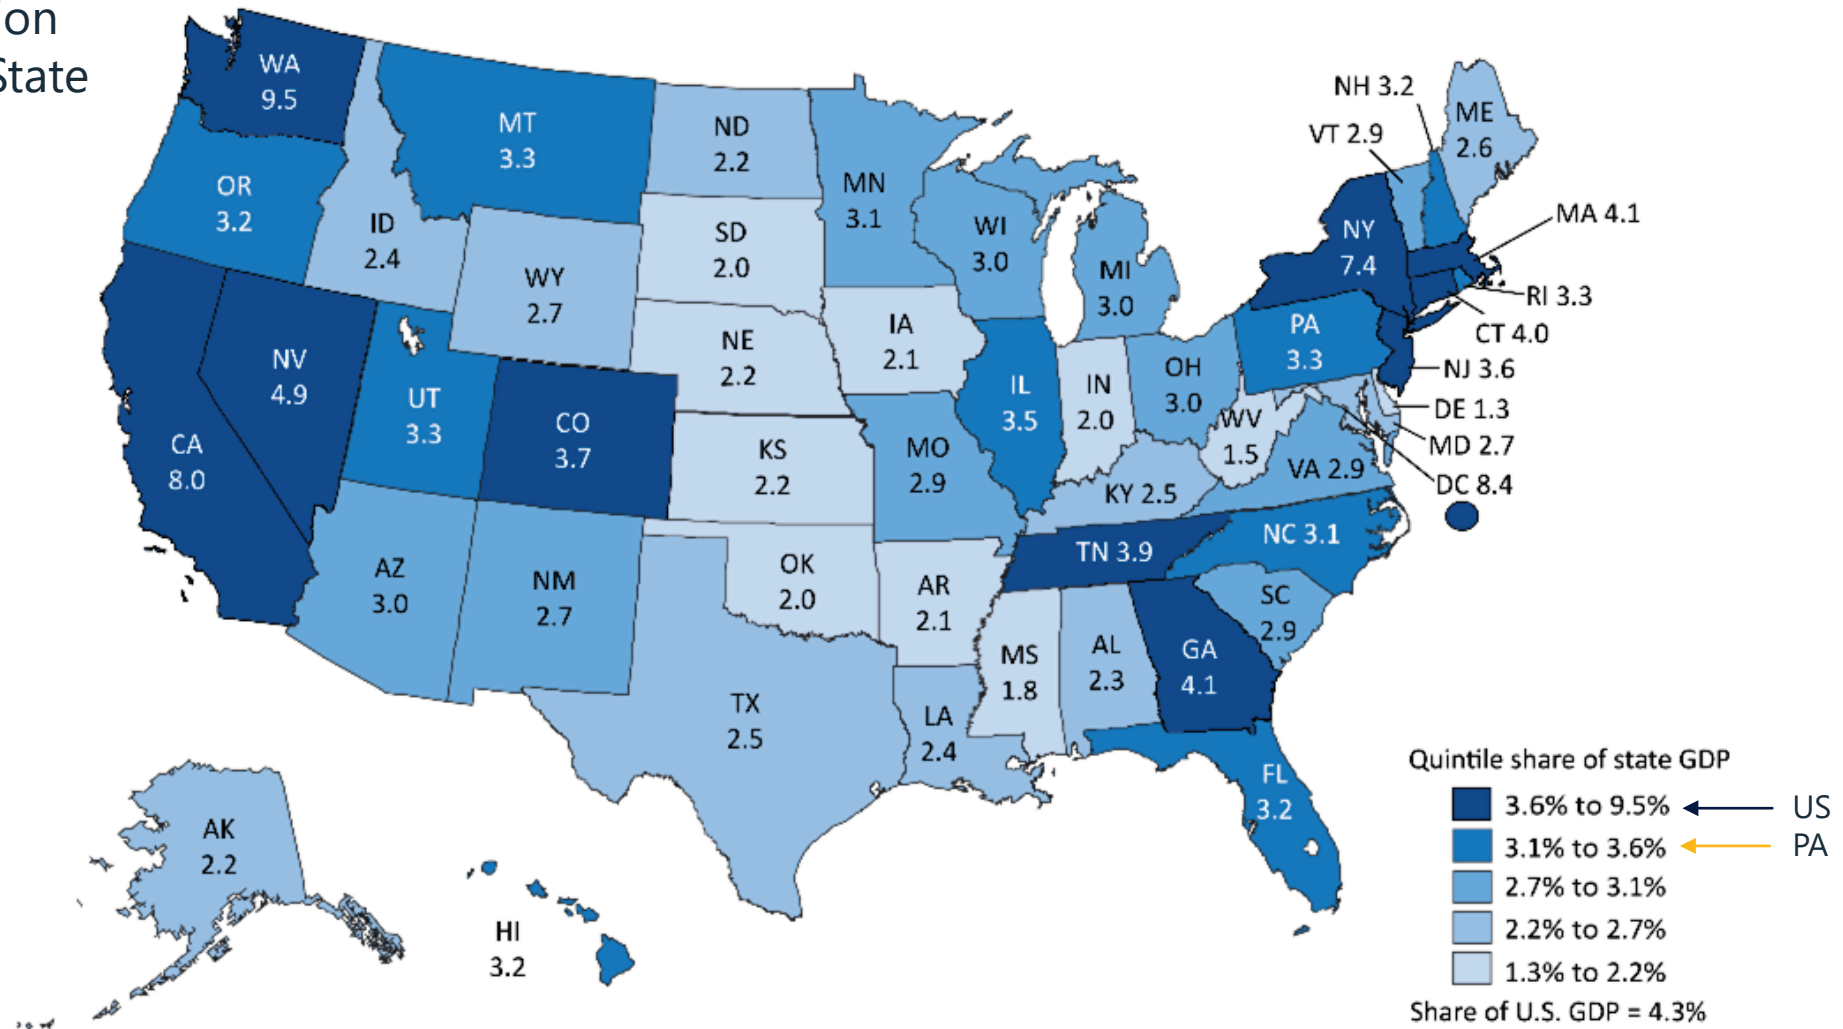 on
State
WA
9.5
MT
3.3
ND
2.2
MN
3.1
OR
3.2
ID
2.4
WY
2.7
SD
2.0
WI
3.0
MI
3.0
NH 3.2
VT 2.9
ME
2.6
NY
7.4
MA 4.1
RI 3.3
CT 4.0
NJ 3.6
DE 1.3
MD 2.7
DC 8.4
PA
3.3
NV
4.9
UT
3.3
CO
3.7
NE
2.2
IA
2.1
IL
3.5
IN
2.0
OH
3.0
WV
1.5
VA 2.9
CA
8.0
KS
2.2
MO
2.9
KY 2.5
TN 3.9
NC 3.1
AZ
3.0
NM
2.7
OK
2.0
AR
2.1
SC
2.9
MS
1.8
AL
2.3
GA
4.1
TX
2.5
LA
2.4
FL
3.2
AK
2.2
HI
3.2
Quintile share of state GDP
3.6% to 9.5% US
3.1% to 3.6% PA
2.7% to 3.1%
2.2% to 2.7%
1.3% to 2.2%
Share of U.S. GDP = 4.3%